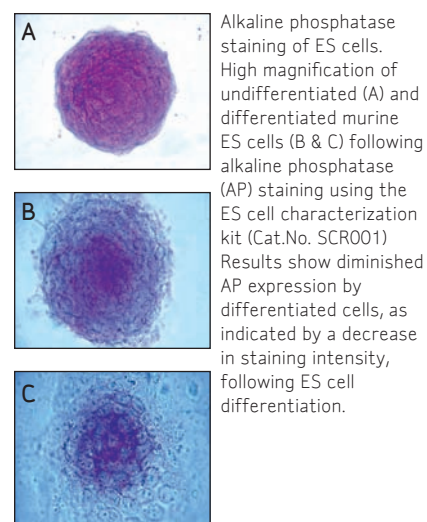 A
B
C
Alkaline phosphatase
staining of ES cells.
High magnification of
undifferentiated (A) and
differentiated murine
ES cells (B & C) following
alkaline phosphatase
(AP) staining using the
ES cell characterization
kit (Cat.No. SCR001)
Results show diminished
AP expression by
differentiated cells, as
indicated by a decrease
in staining intensity,
following ES cell
differentiation.